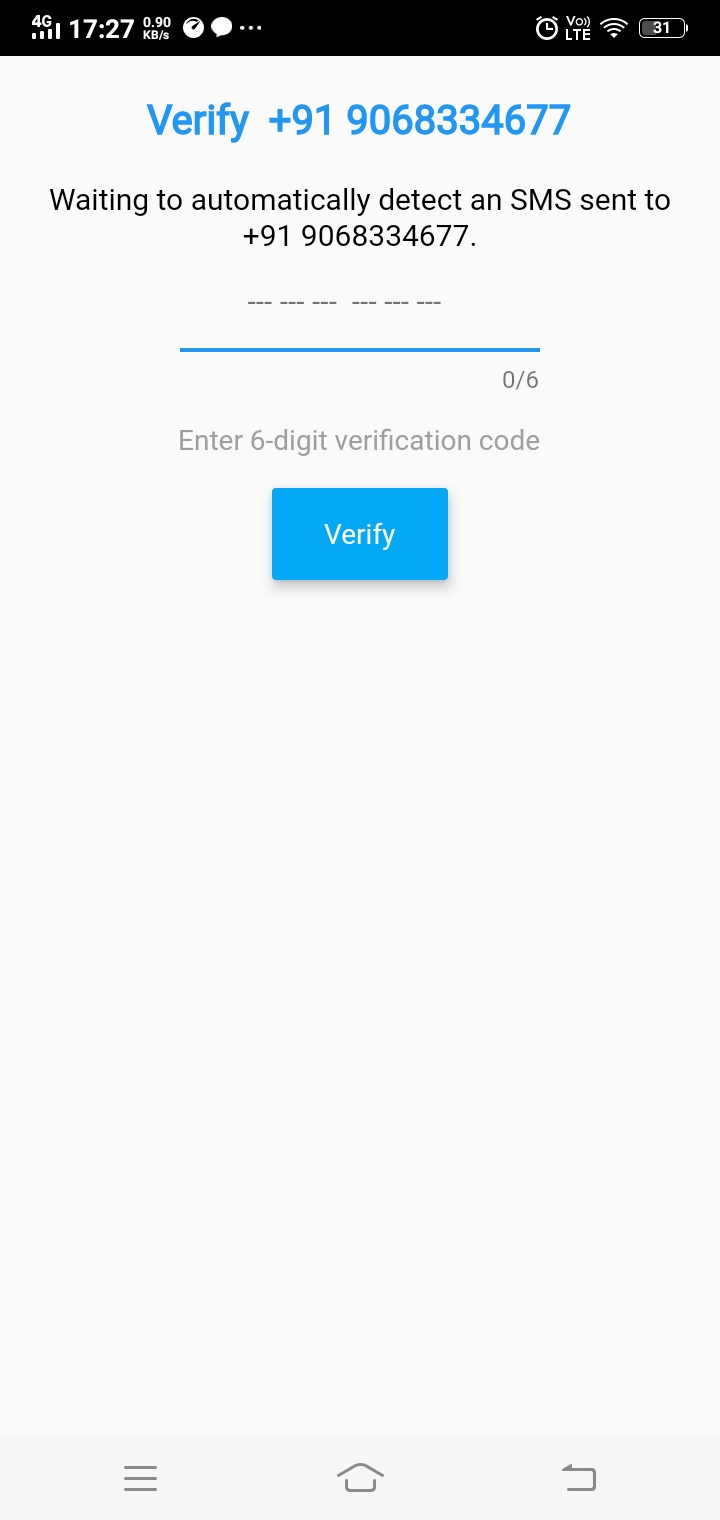 4G 17:27 0.90 KB/s Vo)) LTE 31
Verify +91 9068334677
Waiting to automatically detect an SMS sent to
+91 9068334677.
--- --- --- --- --- ---
0/6
Enter 6-digit verification code
Verify